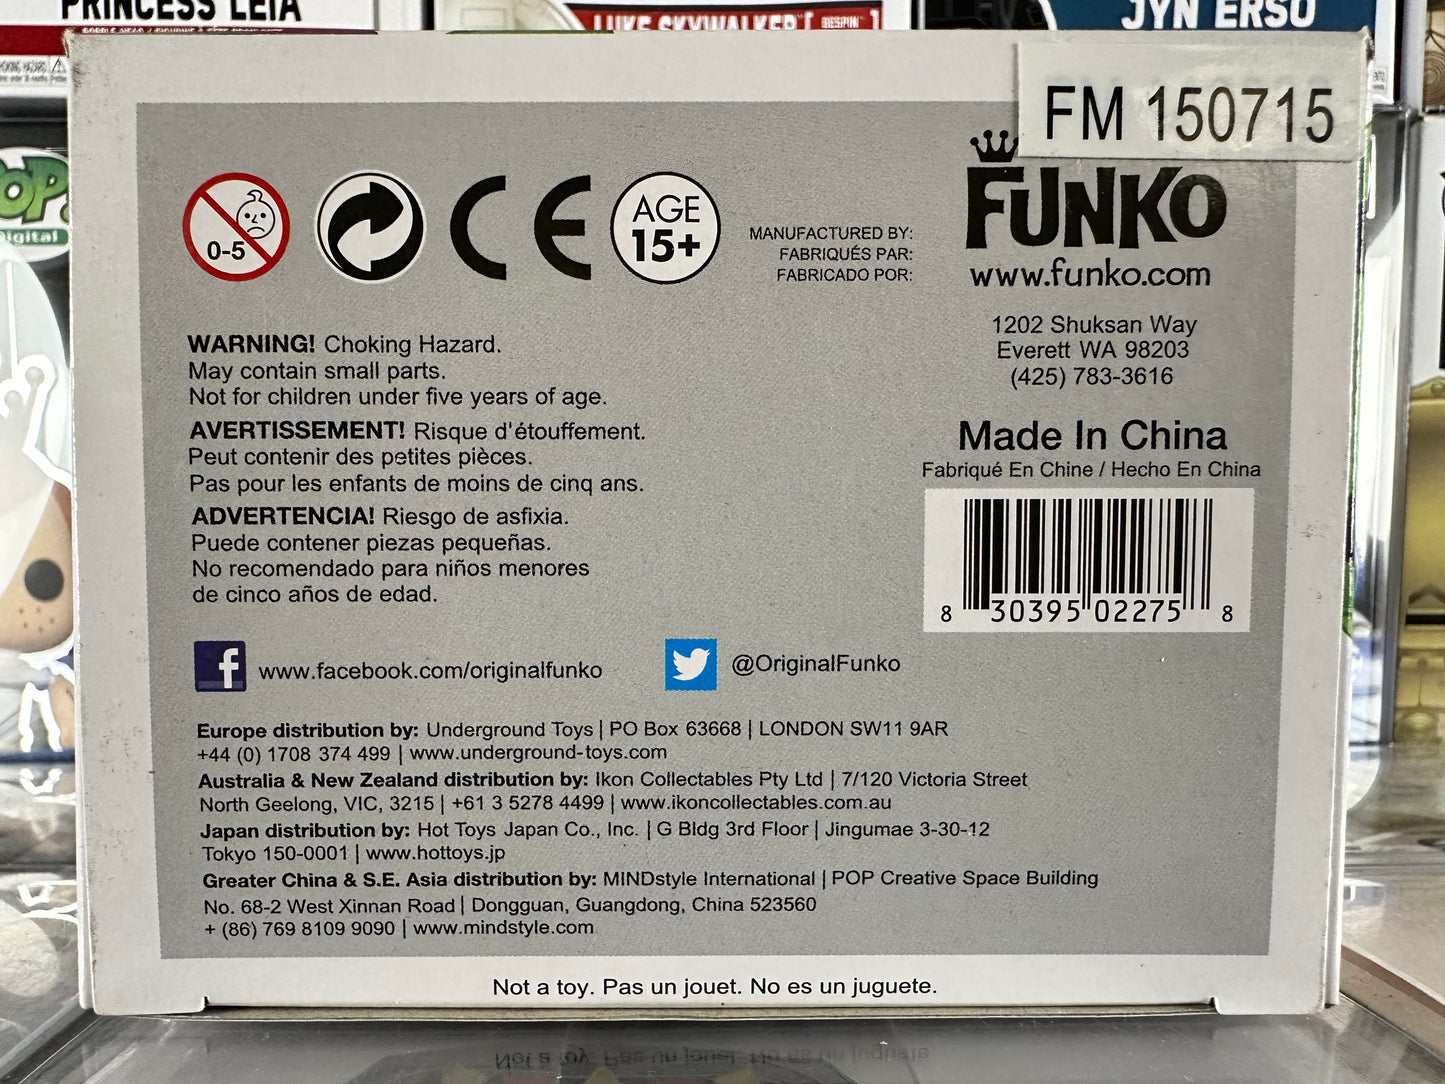 PRINCESS LEIA
LUKE SKYWALKER [BESPIN]
JYN ERSO
POP!
Digital
FM 150715
0-5
CE
AGE
15+
MANUFACTURED BY:
FABRIQUÉS PAR:
FABRICADO POR:
FUNKO
www.funko.com
1202 Shuksan Way
Everett WA 98203
(425) 783-3616
WARNING! Choking Hazard.
May contain small parts.
Not for children under five years of age.
AVERTISSEMENT! Risque d'étouffement.
Peut contenir des petites pièces.
Pas pour les enfants de moins de cinq ans.
ADVERTENCIA! Riesgo de asfixia.
Puede contener piezas pequeñas.
No recomendado para niños menores
de cinco años de edad.
Made In China
Fabriqué En Chine / Hecho En China
8 30395 02275 8
f www.facebook.com/originalfunko
@OriginalFunko
Europe distribution by: Underground Toys | PO Box 63668 | LONDON SW11 9AR
+44 (0) 1708 374 499 | www.underground-toys.com
Australia & New Zealand distribution by: Ikon Collectables Pty Ltd | 7/120 Victoria Street
North Geelong, VIC, 3215 | +61 3 5278 4499 | www.ikoncollectables.com.au
Japan distribution by: Hot Toys Japan Co., Inc. | G Bldg 3rd Floor | Jingumae 3-30-12
Tokyo 150-0001 | www.hottoys.jp
Greater China & S.E. Asia distribution by: MINDstyle International | POP Creative Space Building
No. 68-2 West Xinnan Road | Dongguan, Guangdong, China 523560
+ (86) 769 8109 9090 | www.mindstyle.com
Not a toy. Pas un jouet. No es un juguete.